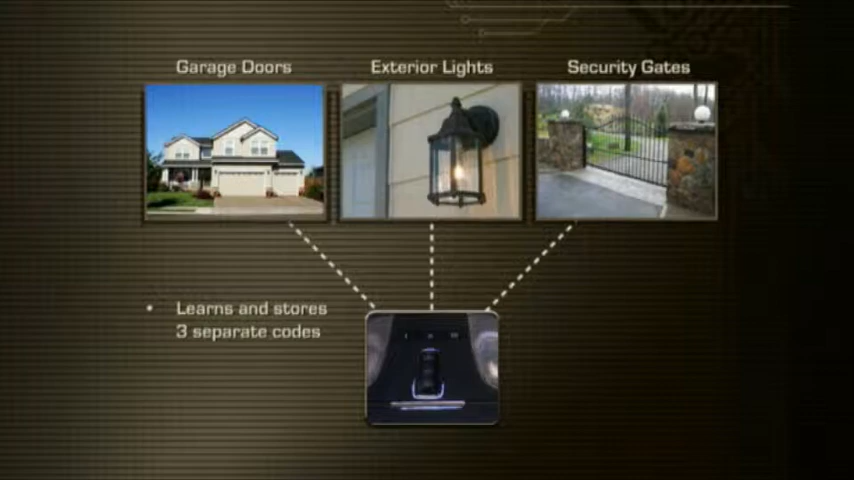 Garage Doors
Exterior Lights
Security Gates
• Learns and stores
3 separate codes